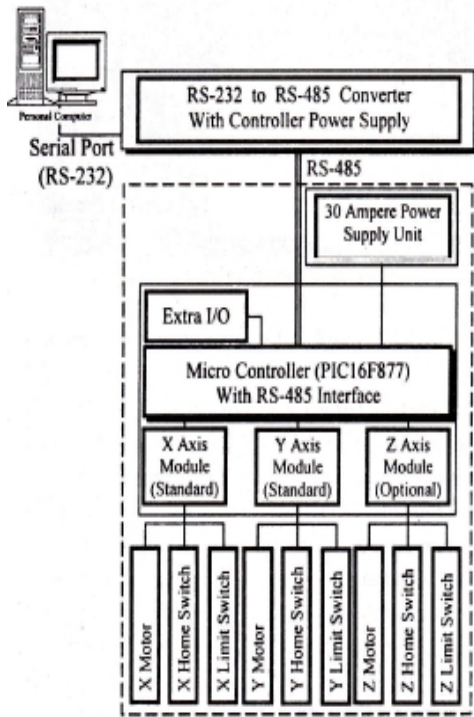 Personal Computer
RS-232 to RS-485 Converter
With Controller Power Supply
Serial Port
(RS-232)
RS-485
30 Ampere Power
Supply Unit
Extra I/O
Micro Controller (PIC16F877)
With RS-485 Interface
X Axis
Module
(Standard)
Y Axis
Module
(Standard)
Z Axis
Module
(Optional)
X Motor
X Home Switch
X Limit Switch
Y Motor
Y Home Switch
Y Limit Switch
Z Motor
Z Home Switch
Z Limit Switch